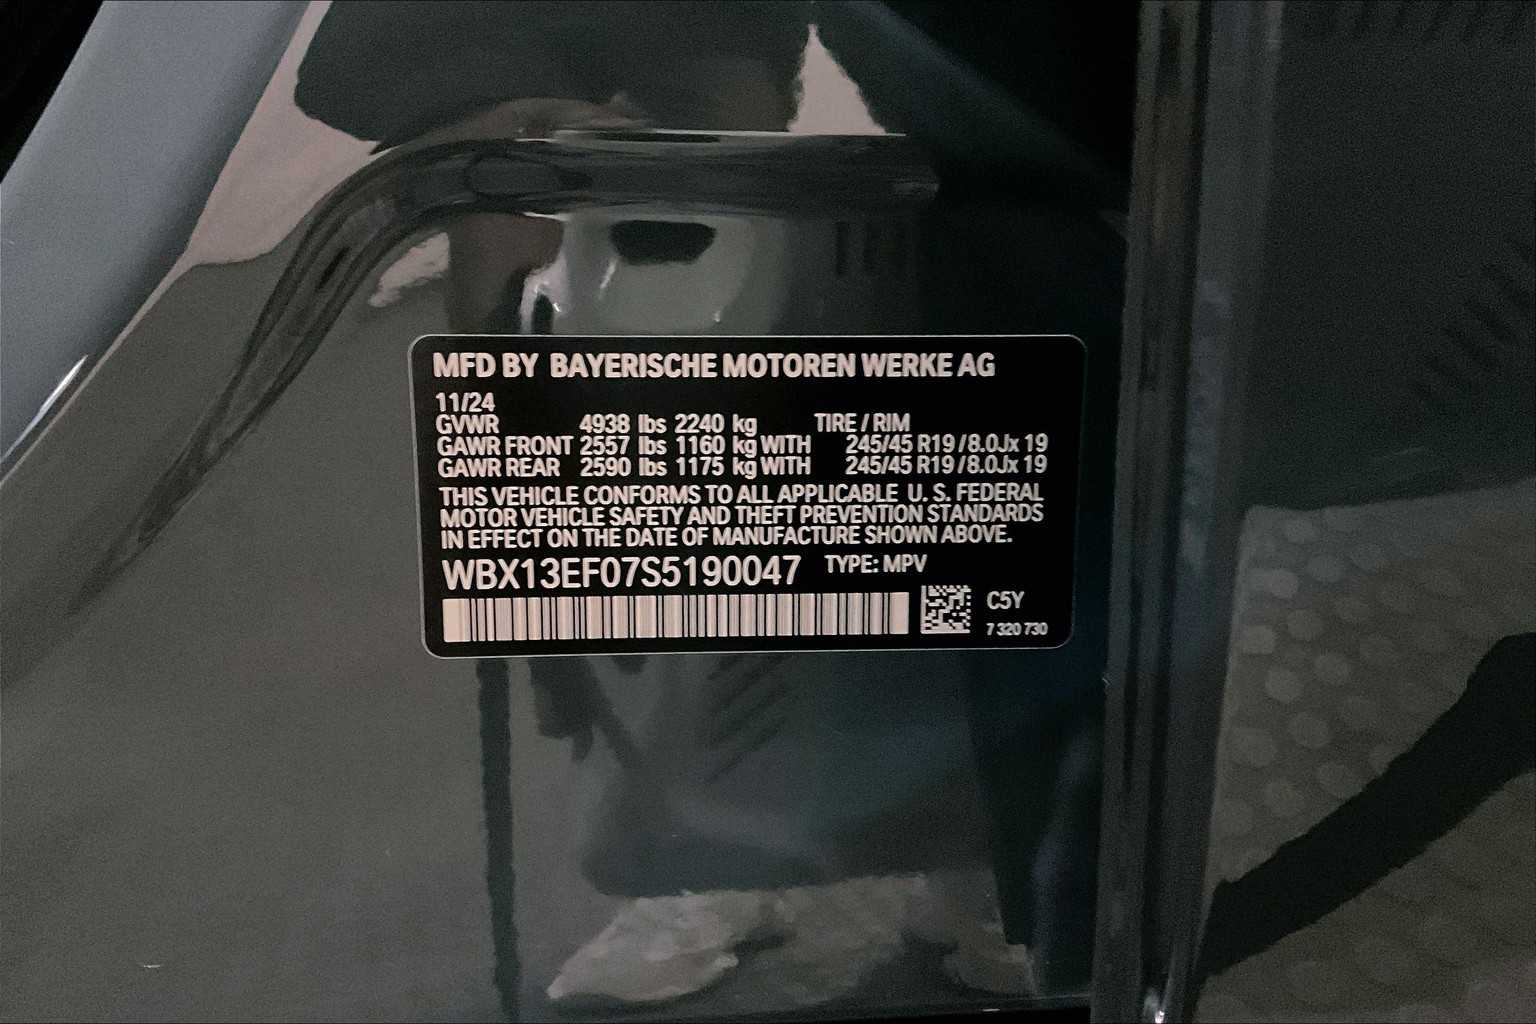 MFD BY BAYERISCHE MOTOREN WERKE AG
11/24
GVWR 4938 lbs 2240 kg TIRE / RIM
GAWR FRONT 2557 lbs 1160 kg WITH 245/45 R19 / 8.0Jx 19
GAWR REAR 2590 lbs 1175 kg WITH 245/45 R19 / 8.0Jx 19
THIS VEHICLE CONFORMS TO ALL APPLICABLE U. S. FEDERAL
MOTOR VEHICLE SAFETY AND THEFT PREVENTION STANDARDS
IN EFFECT ON THE DATE OF MANUFACTURE SHOWN ABOVE.
WBX13EF07S5190047 TYPE: MPV
C5Y
7 320 730